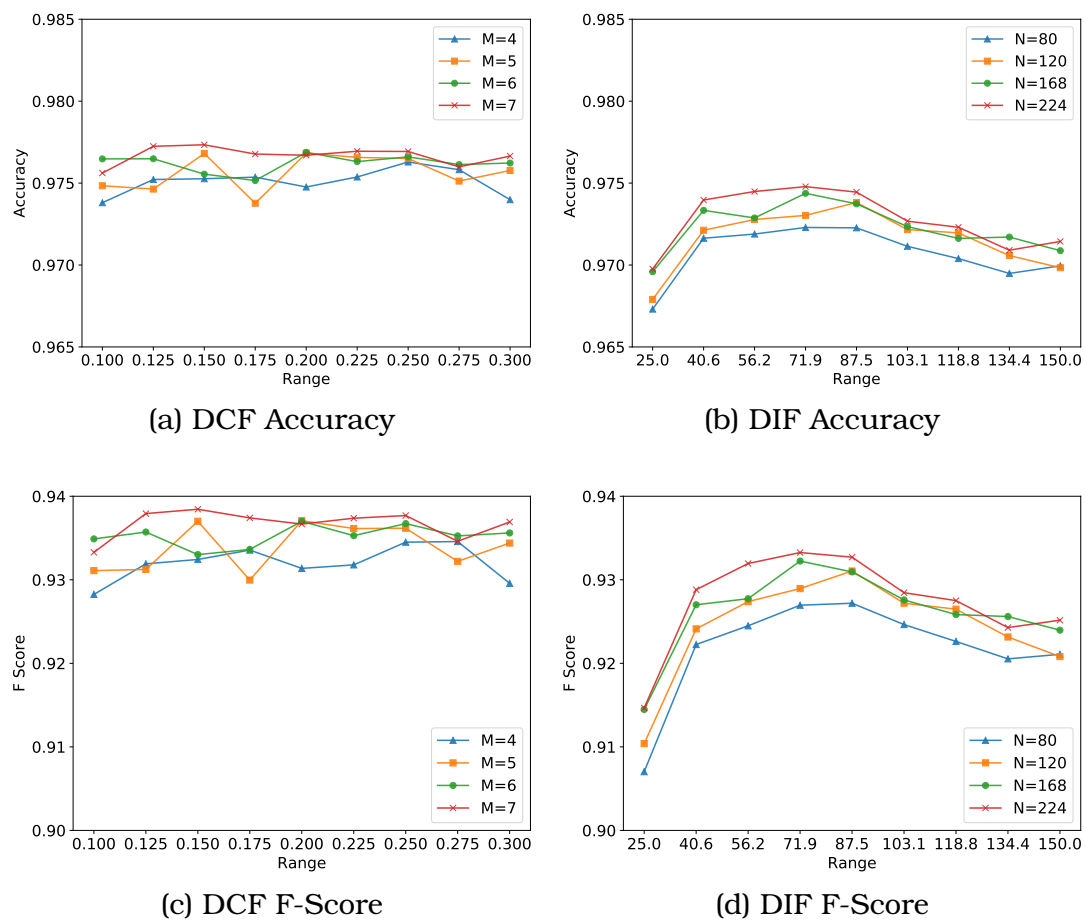 0.985
0.980
0.975
0.970
0.965
Accuracy
M=4
M=5
M=6
M=7
0.100 0.125 0.150 0.175 0.200 0.225 0.250 0.275 0.300
Range
(a) DCF Accuracy
0.985
0.980
0.975
0.970
0.965
Accuracy
N=80
N=120
N=168
N=224
25.0 40.6 56.2 71.9 87.5 103.1 118.8 134.4 150.0
Range
(b) DIF Accuracy
0.94
0.93
0.92
0.91
0.90
F Score
M=4
M=5
M=6
M=7
0.100 0.125 0.150 0.175 0.200 0.225 0.250 0.275 0.300
Range
(c) DCF F-Score
0.94
0.93
0.92
0.91
0.90
F Score
N=80
N=120
N=168
N=224
25.0 40.6 56.2 71.9 87.5 103.1 118.8 134.4 150.0
Range
(d) DIF F-Score